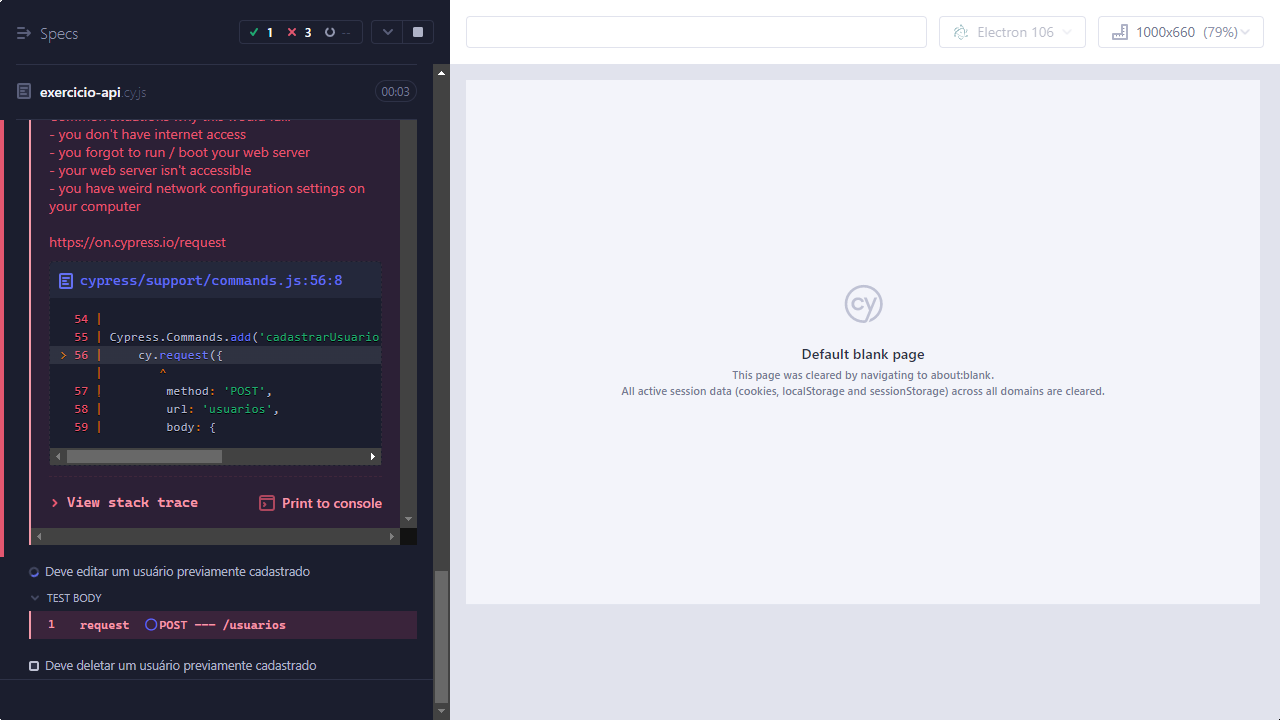 Specs
1
3
--
Electron 106
1000x660 (79%)
exercicio-api.cy.js
00:03
- you don't have internet access
- you forgot to run / boot your web server
- your web server isn't accessible
- you have weird network configuration settings on
your computer
https://on.cypress.io/request
cypress/support/commands.js:56:8
54 |
55 | Cypress.Commands.add('cadastrarUsuario
> 56 | cy.request({
| ^
57 | method: 'POST',
58 | url: 'usuarios',
59 | body: {
> View stack trace
Print to console
Deve editar um usuário previamente cadastrado
TEST BODY
1 request POST --- /usuarios
Deve deletar um usuário previamente cadastrado
cy
Default blank page
This page was cleared by navigating to about:blank.
All active session data (cookies, localStorage and sessionStorage) across all domains are cleared.